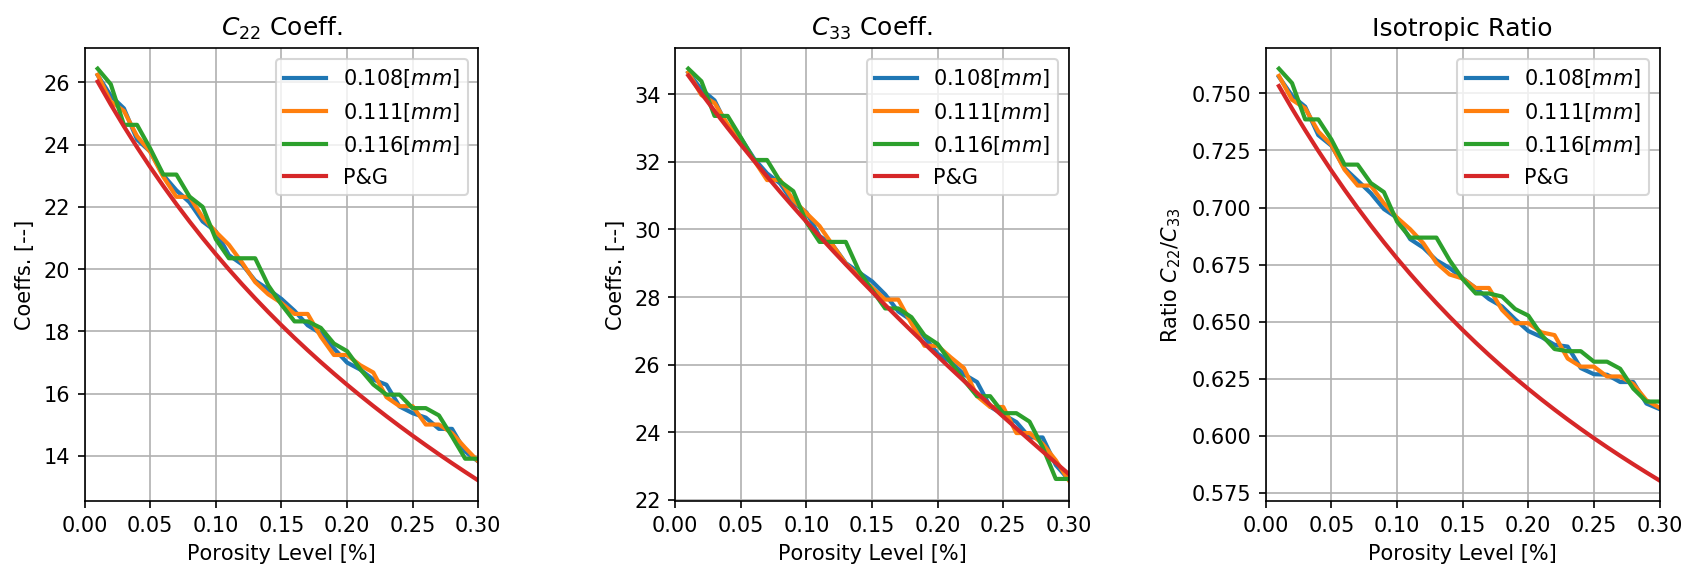 C22 Coeff.
26
24
22
20
18
16
14
0.00 0.05 0.10 0.15 0.20 0.25 0.30
Coeffs. [--]
Porosity Level [%]
0.108[mm]
0.111[mm]
0.116[mm]
P&G
C33 Coeff.
34
32
30
28
26
24
22
0.00 0.05 0.10 0.15 0.20 0.25 0.30
Coeffs. [--]
Porosity Level [%]
0.108[mm]
0.111[mm]
0.116[mm]
P&G
Isotropic Ratio
0.750
0.725
0.700
0.675
0.650
0.625
0.600
0.575
0.00 0.05 0.10 0.15 0.20 0.25 0.30
Ratio C22/C33
Porosity Level [%]
0.108[mm]
0.111[mm]
0.116[mm]
P&G